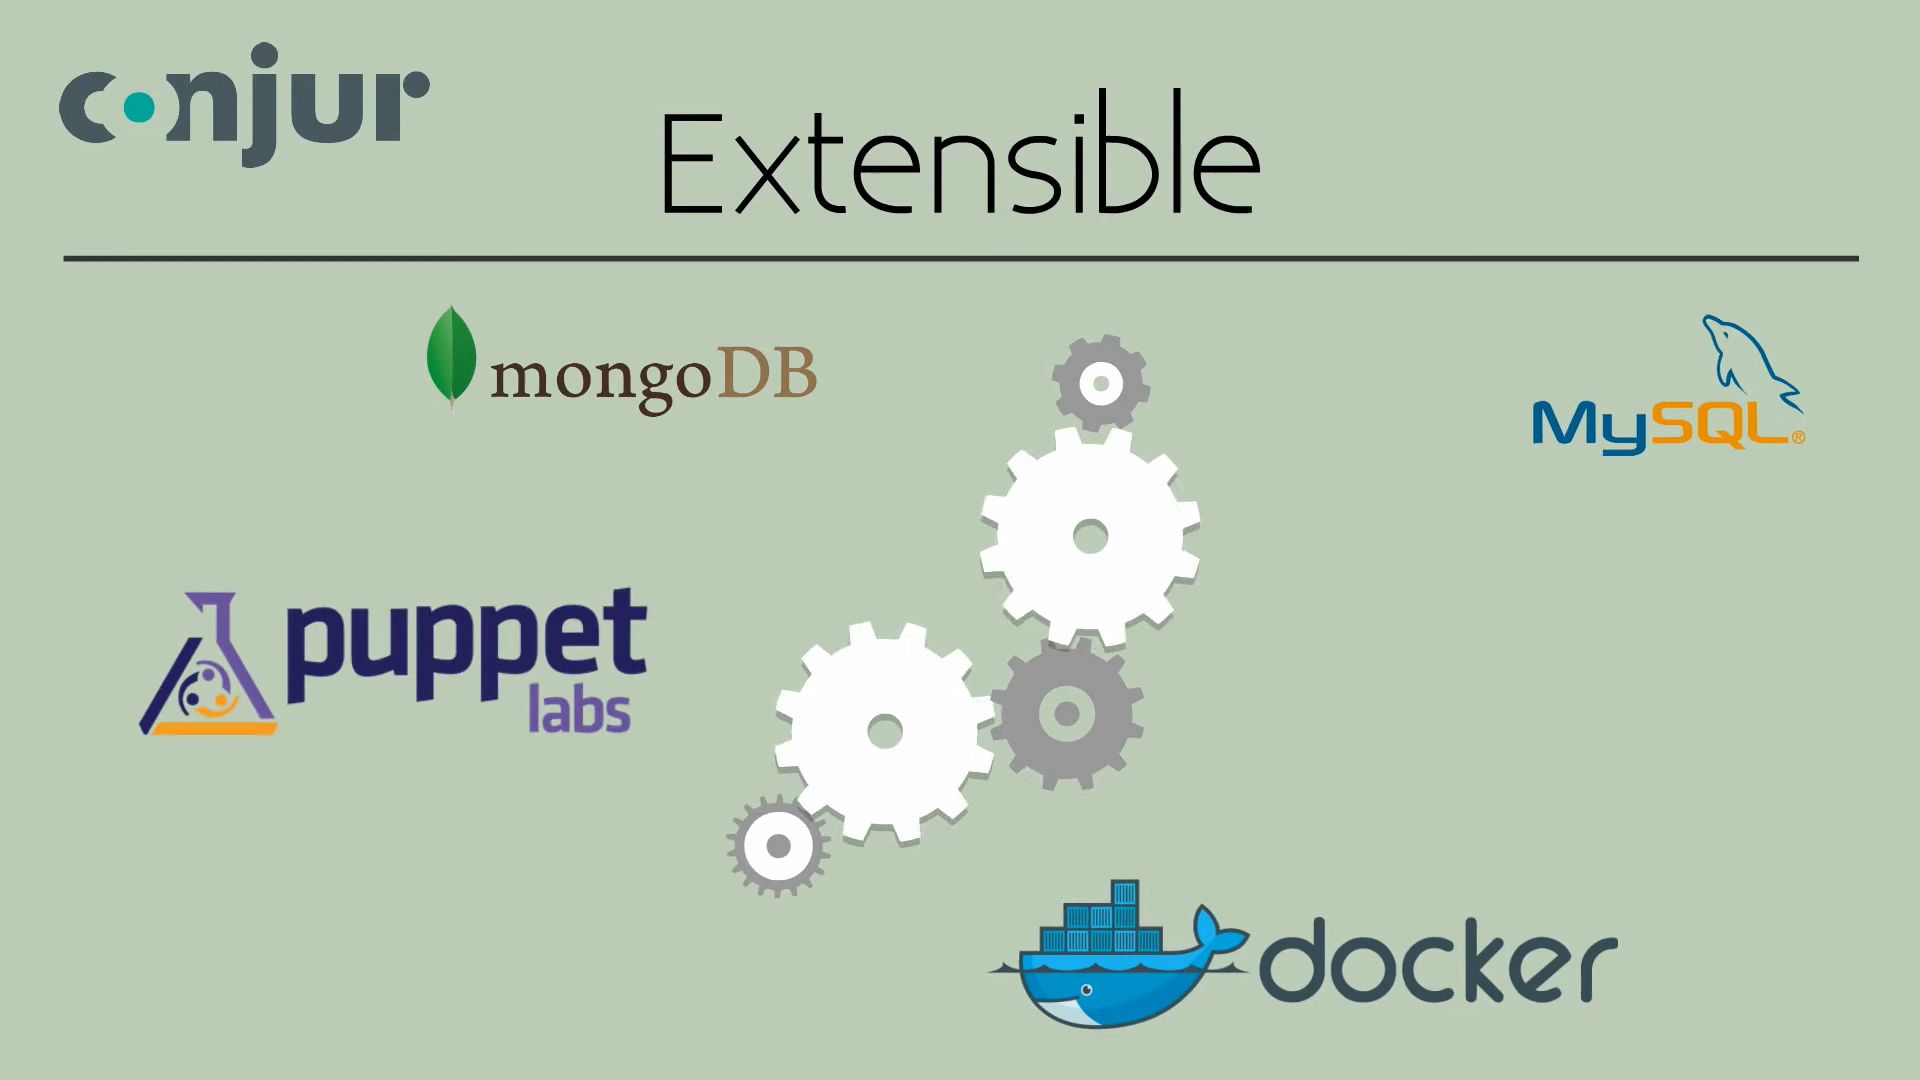 conjur
Extensible
mongoDB
MySQL®
puppet
labs
docker